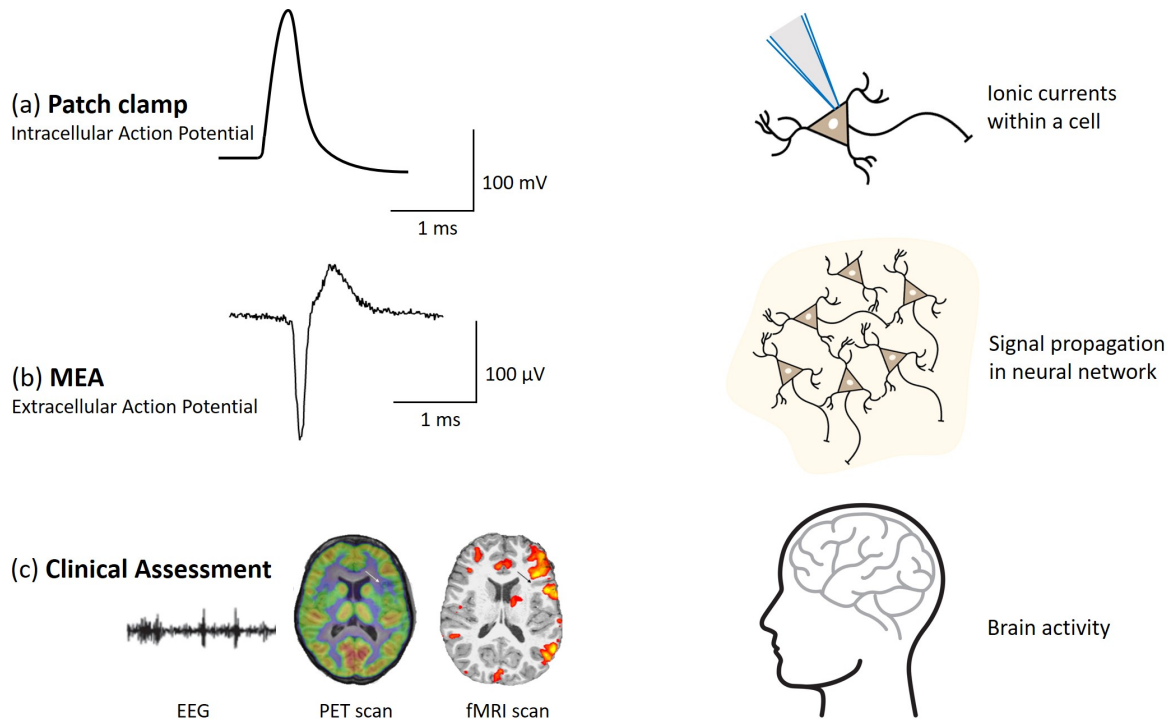 (a) Patch clamp
Intracellular Action Potential
100 mV
1 ms
Ionic currents
within a cell
(b) MEA
Extracellular Action Potential
100 µV
1 ms
Signal propagation
in neural network
(c) Clinical Assessment
EEG
PET scan
fMRI scan
Brain activity